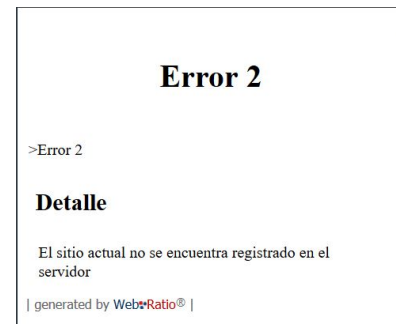 Error 2
>Error 2
Detalle
El sitio actual no se encuentra registrado en el
servidor
| generated by WebRatio® |